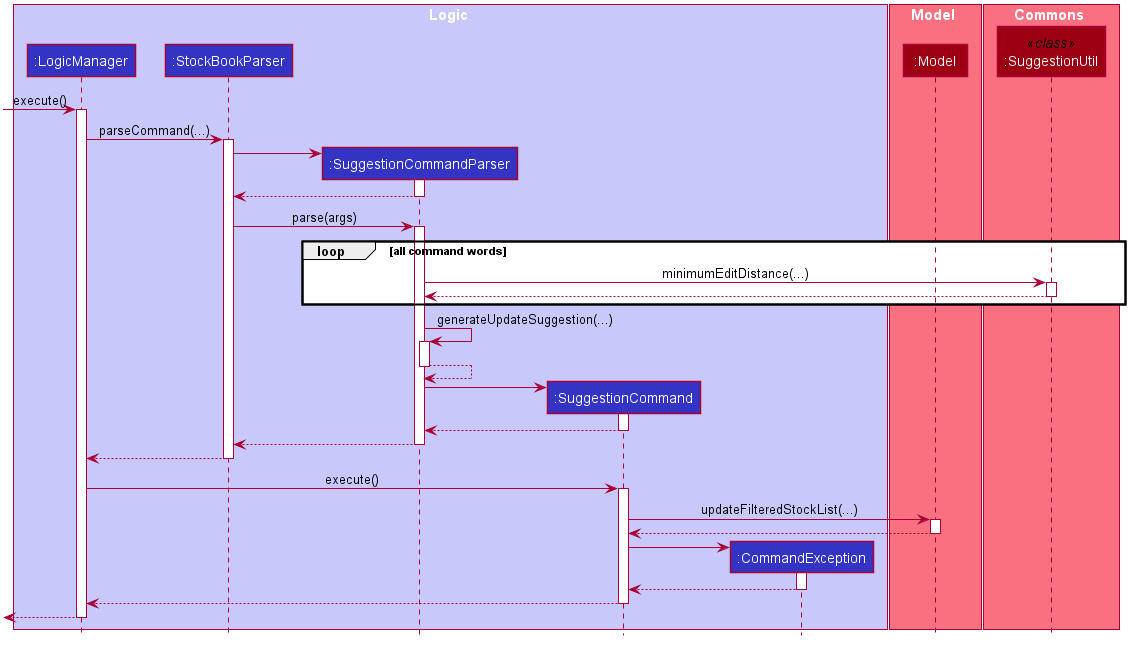 Logic
Model
Commons
:LogicManager
:StockBookParser
:Model
«class»
:SuggestionUtil
execute()
parseCommand(...)
:SuggestionCommandParser
parse(args)
loop
[all command words]
minimumEditDistance(...)
generateUpdateSuggestion(...)
:SuggestionCommand
execute()
updateFilteredStockList(...)
:CommandException